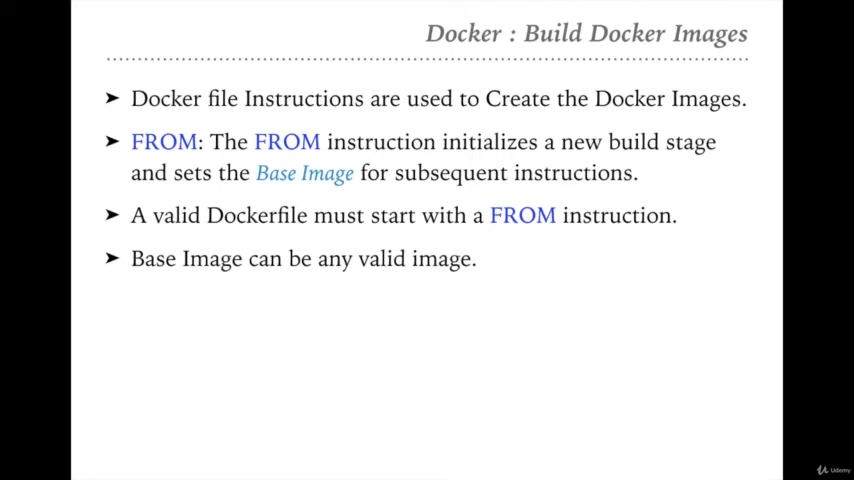 Docker : Build Docker Images
➤ Docker file Instructions are used to Create the Docker Images.
➤ FROM: The FROM instruction initializes a new build stage
and sets the Base Image for subsequent instructions.
➤ A valid Dockerfile must start with a FROM instruction.
➤ Base Image can be any valid image.
Udemy